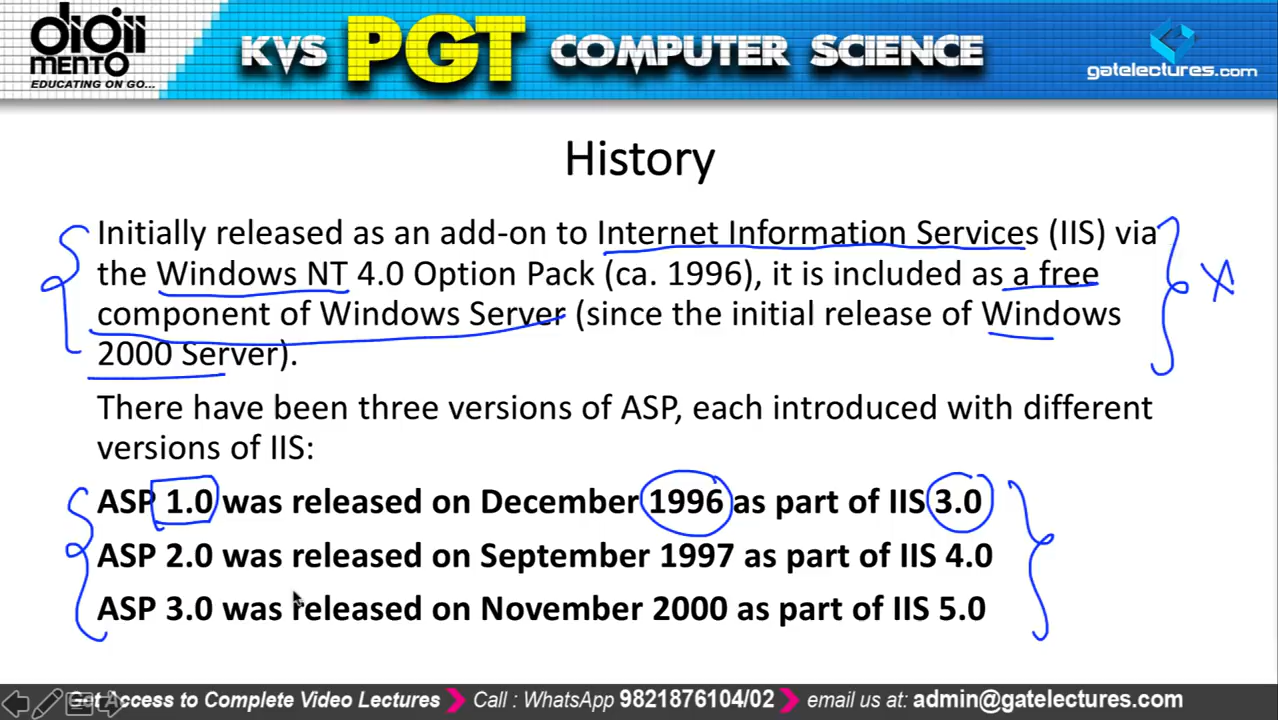 digii
MENTO
EDUCATING ON GO...
KVS PGT COMPUTER SCIENCE
gatelectures.com
History
Initially released as an add-on to Internet Information Services (IIS) via
the Windows NT 4.0 Option Pack (ca. 1996), it is included as a free
component of Windows Server (since the initial release of Windows
2000 Server).
There have been three versions of ASP, each introduced with different
versions of IIS:
ASP 1.0 was released on December 1996 as part of IIS 3.0
ASP 2.0 was released on September 1997 as part of IIS 4.0
ASP 3.0 was released on November 2000 as part of IIS 5.0
Get Access to Complete Video Lectures Call : WhatsApp 9821876104/02 email us at: admin@gatelectures.com